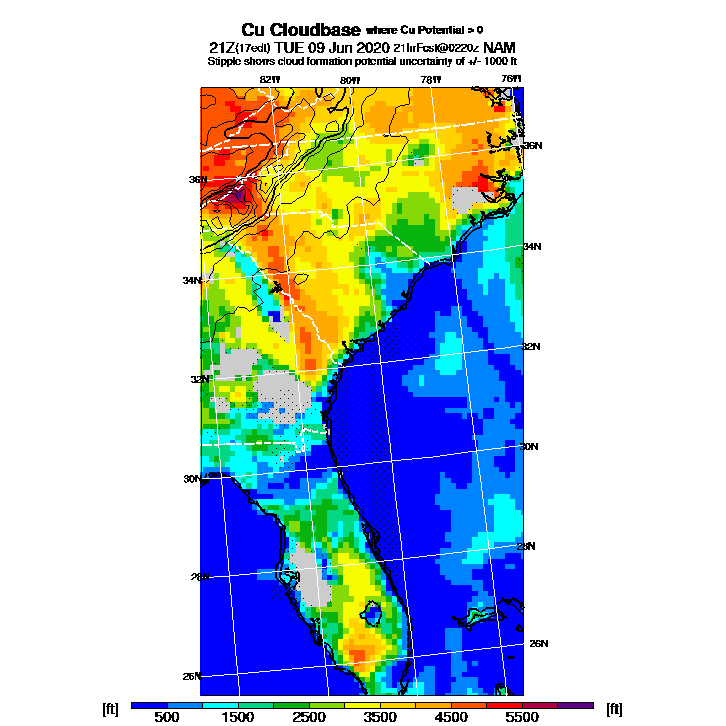 Cu Cloudbase where Cu Potential > 0
21Z(17edt) TUE 09 Jun 2020 21hrFcst@0220z NAM
Stipple shows cloud formation potential uncertainty of +/- 1000 ft
82W 80W 78W 76W
36N
36N
34N
34N
32N
32N
30N
30N
28N
28N
26N
26N
[ft] [ft]
500 1500 2500 3500 4500 5500